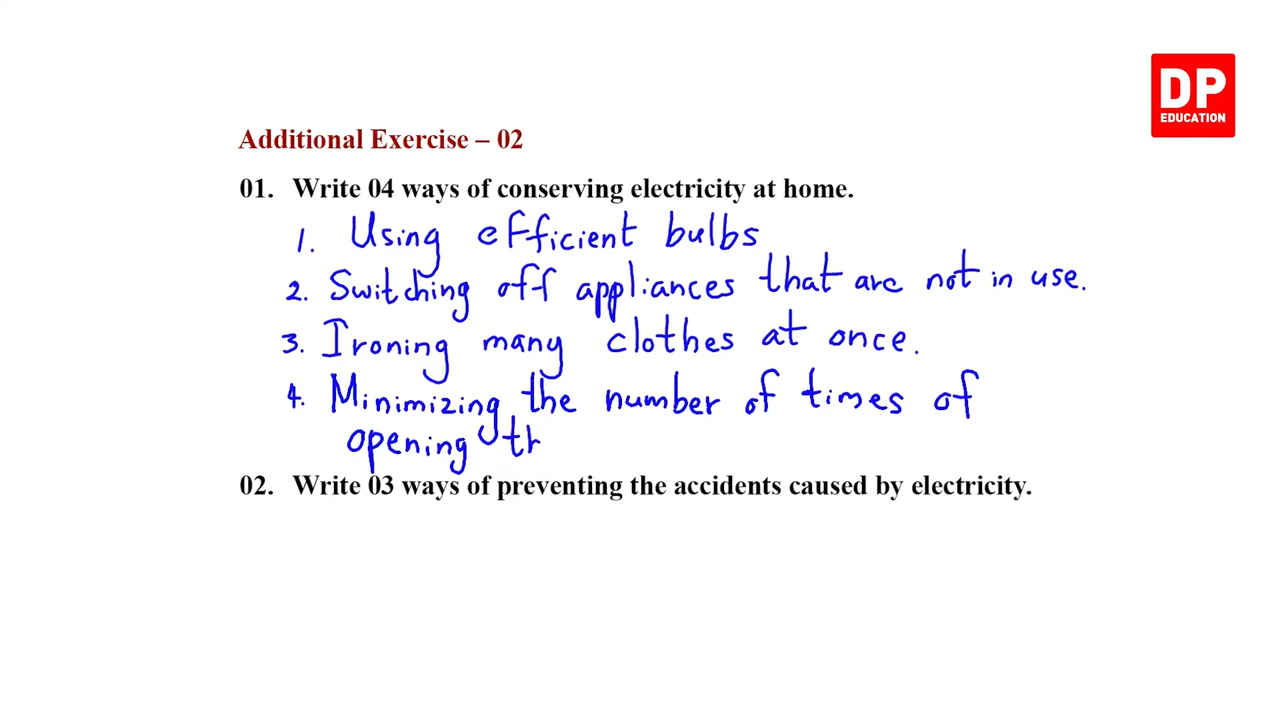 DP
EDUCATION
Additional Exercise – 02
01. Write 04 ways of conserving electricity at home.
1. Using efficient bulbs
2. Switching off appliances that are not in use.
3. Ironing many clothes at once.
4. Minimizing the number of times of
opening th
02. Write 03 ways of preventing the accidents caused by electricity.